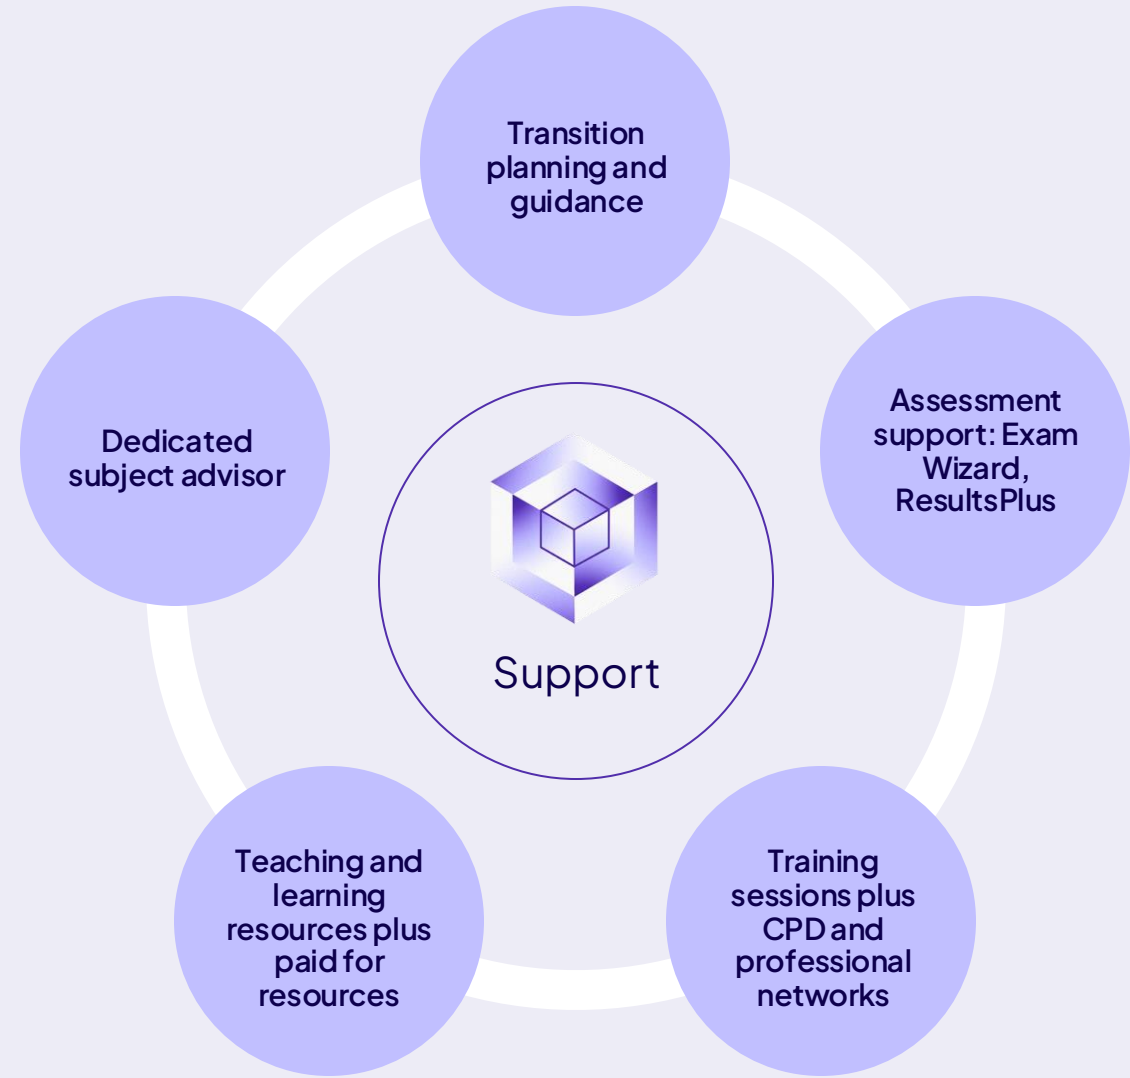 Transition
planning and
guidance
Assessment
support: Exam
Wizard,
ResultsPlus
Training
sessions plus
CPD and
professional
networks
Teaching and
learning
resources plus
paid for
resources
Dedicated
subject advisor
Support